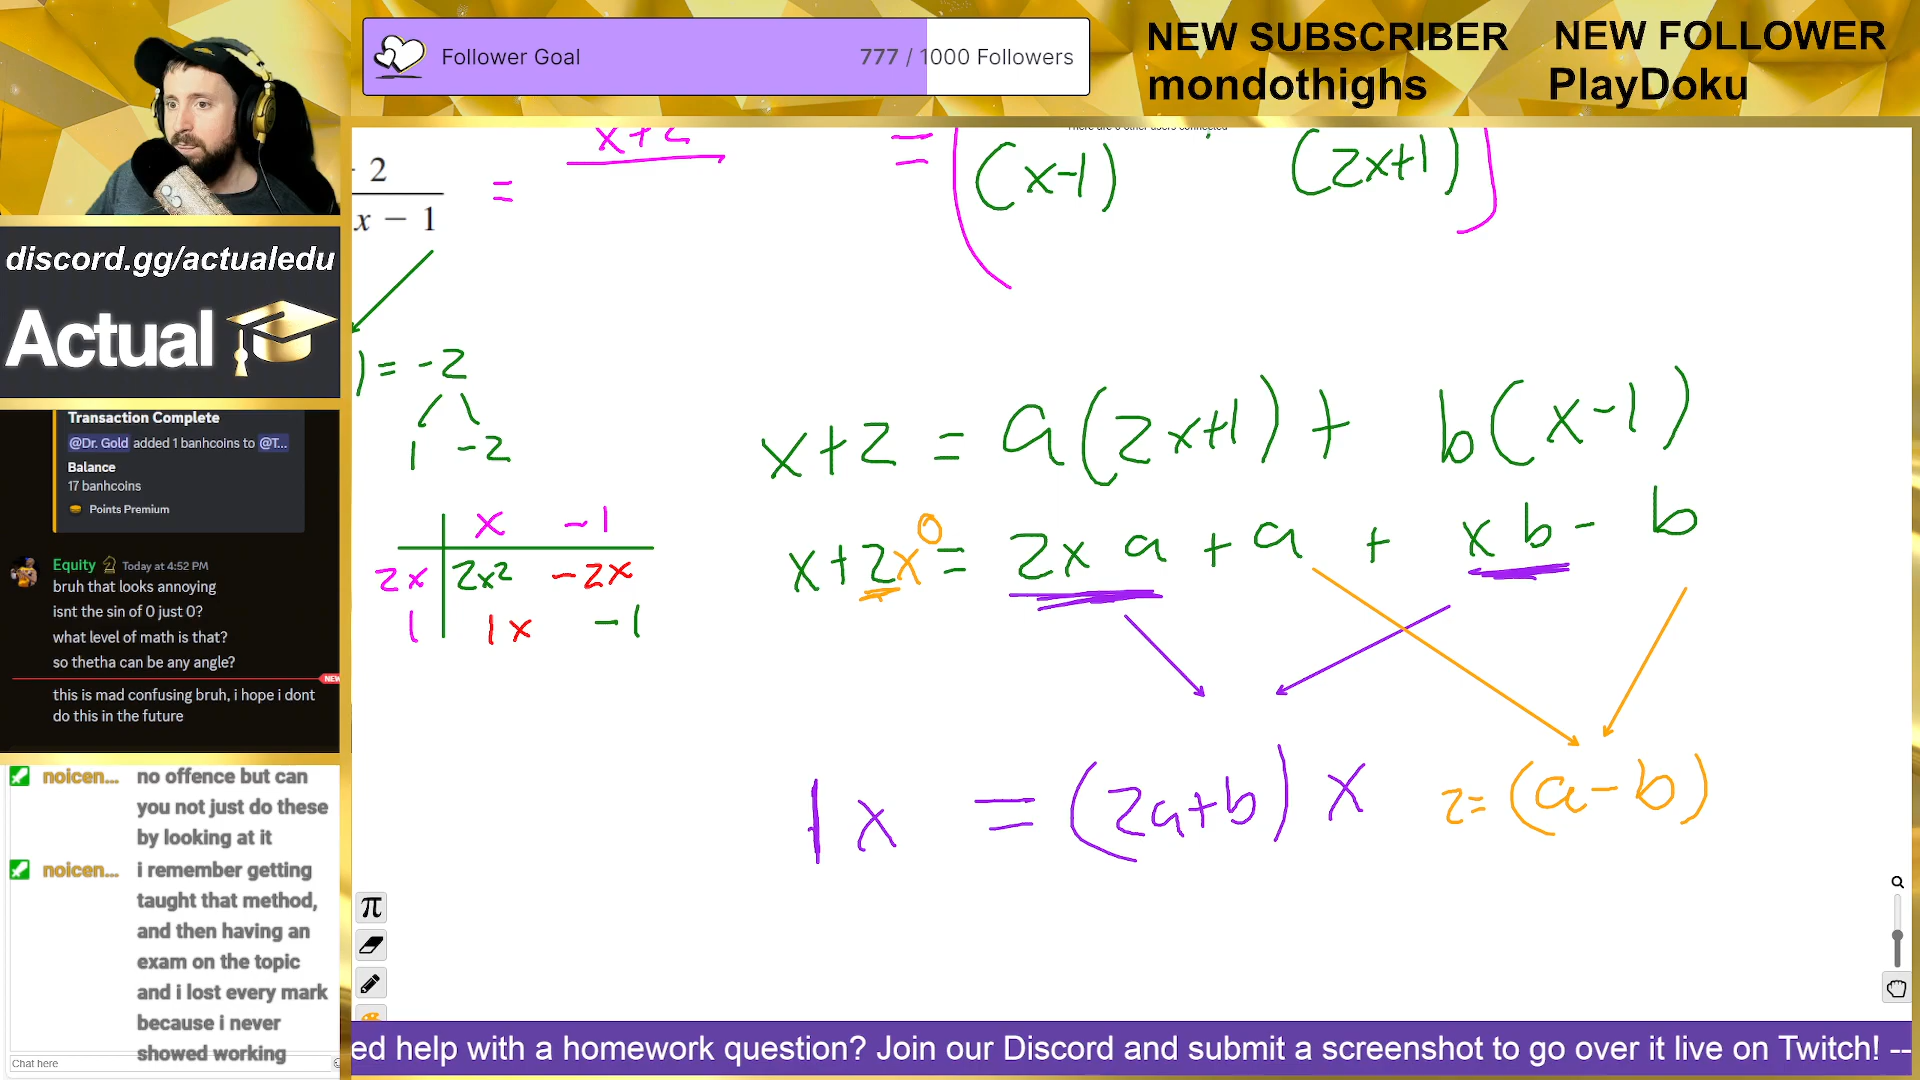 Follower Goal 777 / 1000 Followers
NEW SUBSCRIBER
mondothighs
NEW FOLLOWER
PlayDoku
discord.gg/actualedu
Actual
Transaction Complete
@Dr. Gold added 1 banhcoins to @T...
Balance
17 banhcoins
Points Premium
Equity Today at 4:52 PM
bruh that looks annoying
isnt the sin of 0 just 0?
what level of math is that?
so thetha can be any angle?
NEW
this is mad confusing bruh, i hope i dont
do this in the future
noicen... no offence but can
you not just do these
by looking at it
noicen... i remember getting
taught that method,
and then having an
exam on the topic
and i lost every mark
because i never
showed working
Chat here
2
x − 1
=
x+2
=
(x-1) (2x+1)
) = -2
1 -2
x -1
2x 2x² -2x
1 1x -1
x+2 = a(2x+1) + b(x-1)
x+2x⁰ = 2x a + a + x b - b
1x = (2a+b) x 2=(a-b)
π
ed help with a homework question? Join our Discord and submit a screenshot to go over it live on Twitch! --